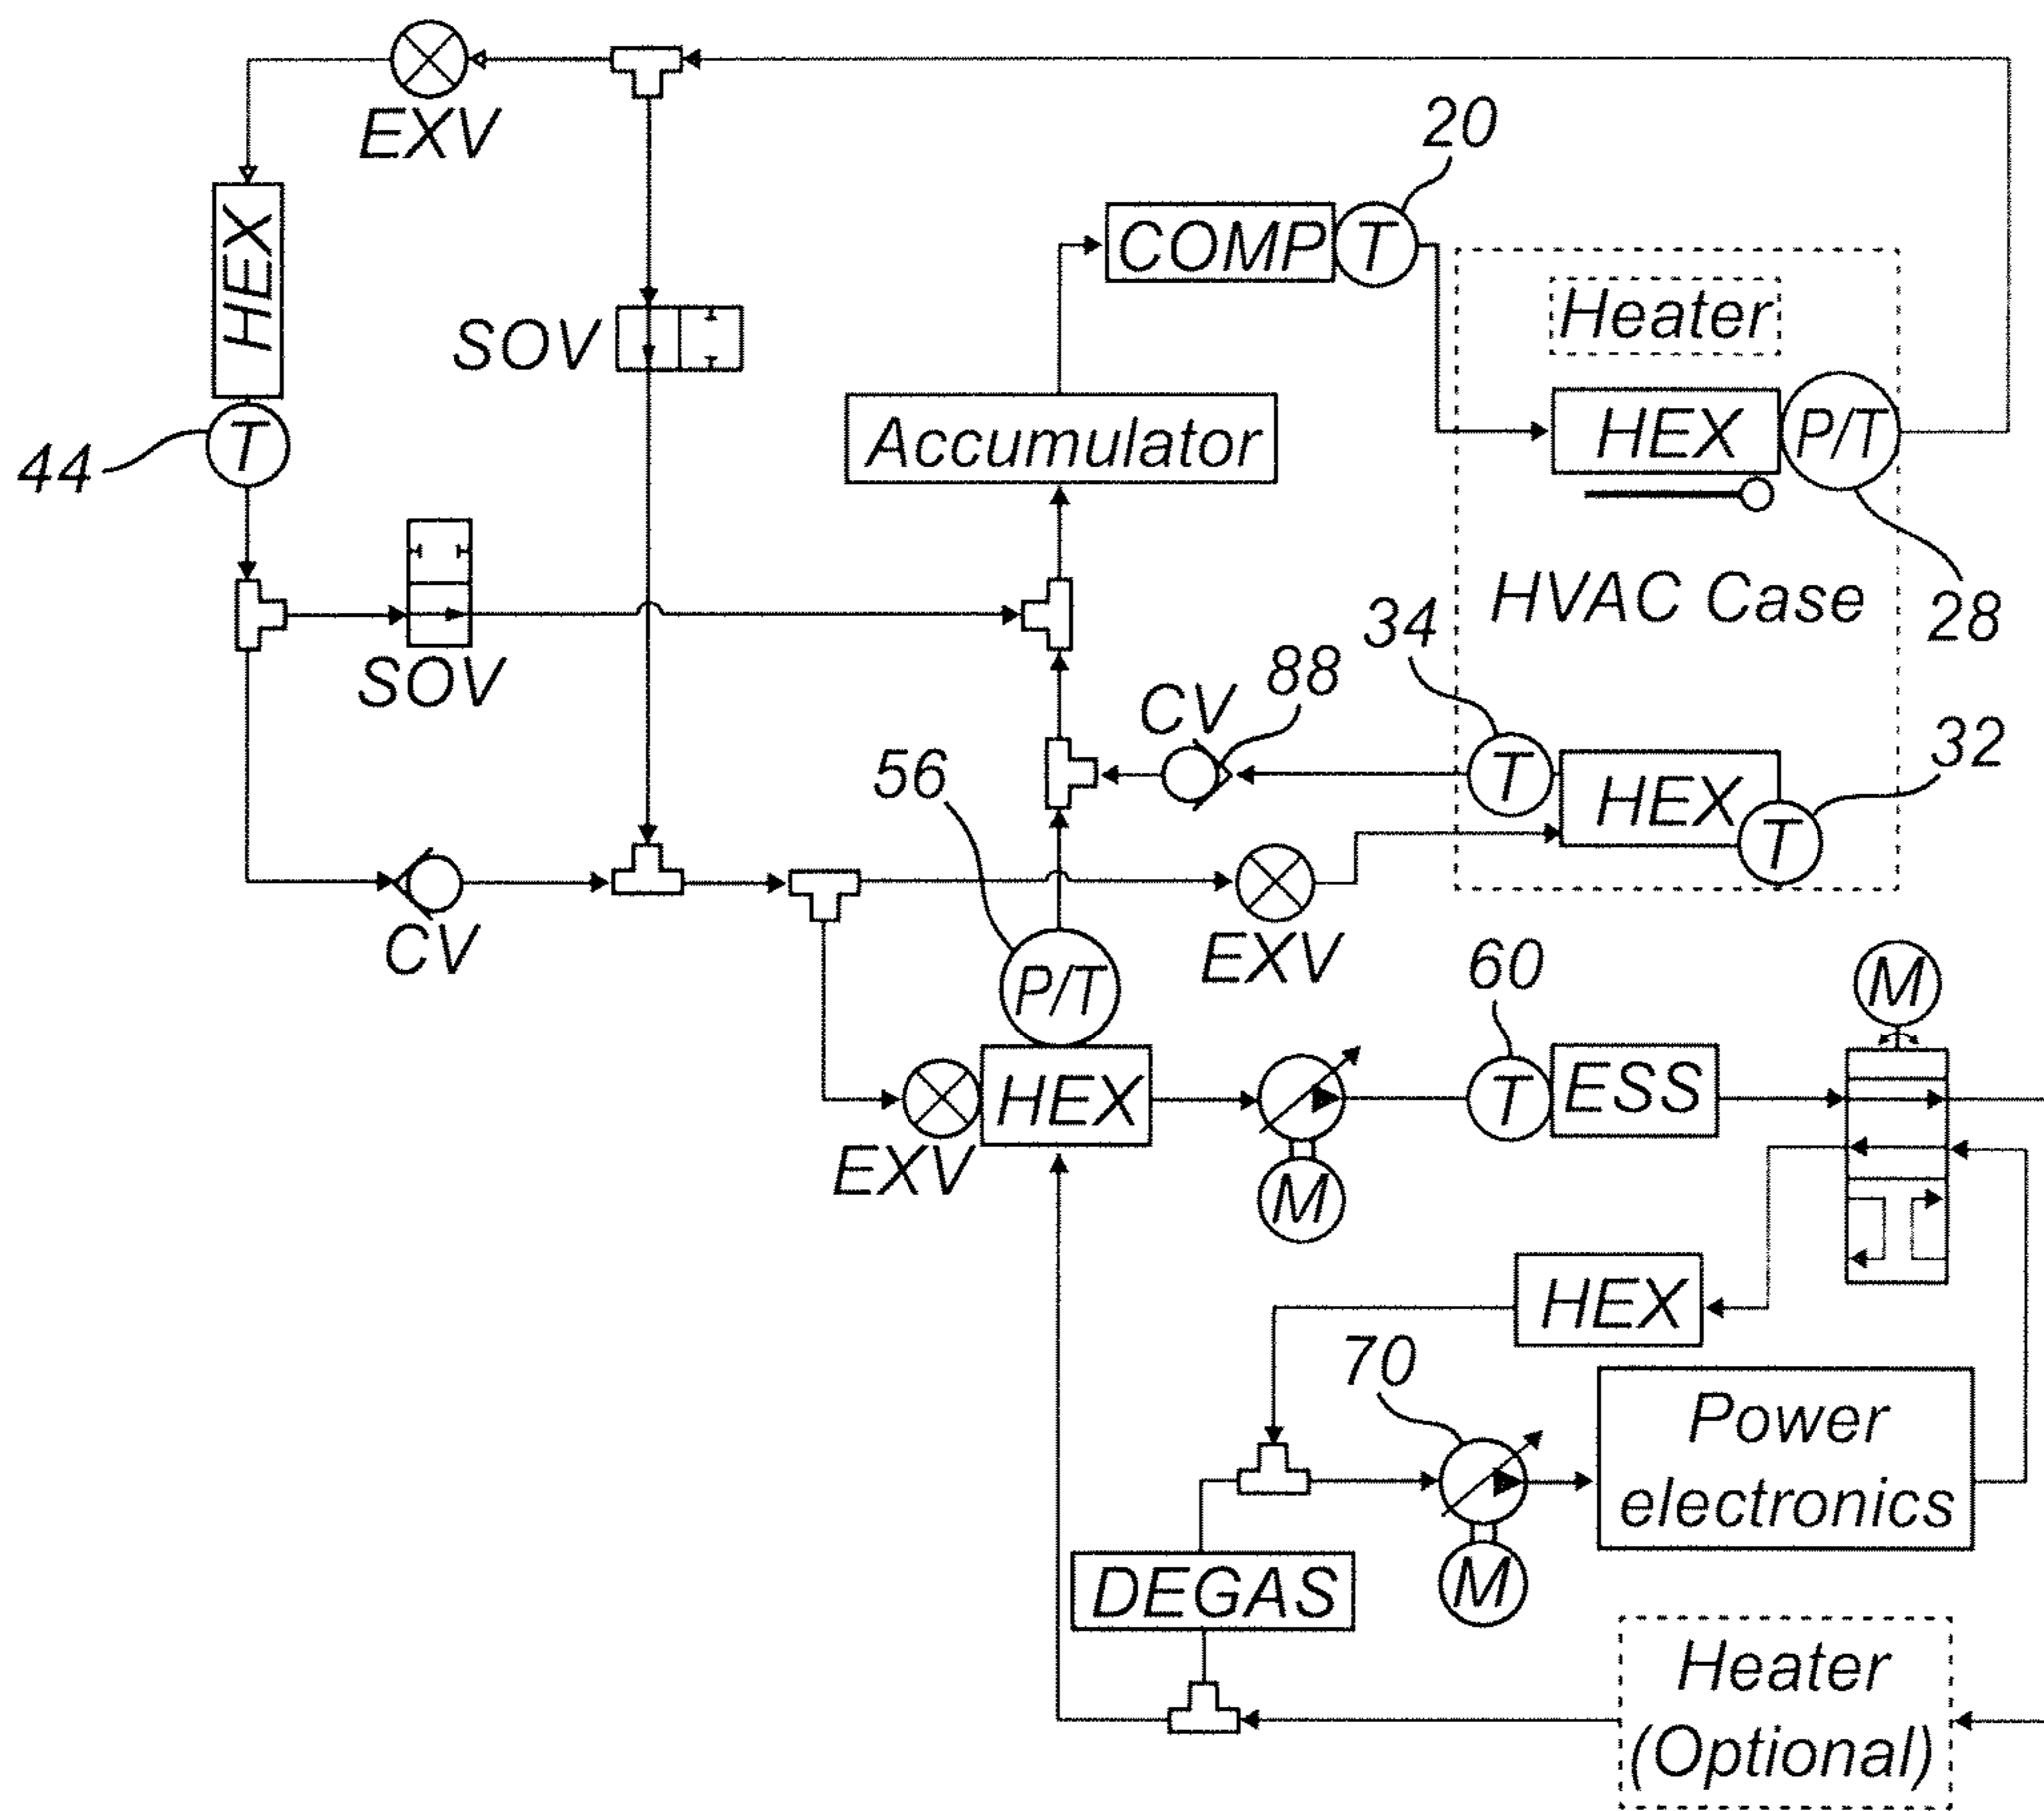 EXV
20
COMP
T
HEX
Heater
SOV
HEX
P/T
Accumulator
44
T
HVAC Case
28
34
SOV
CV
88
32
56
T
HEX
T
CV
EXV
P/T
60
M
EXV
HEX
T
ESS
M
HEX
70
Power
electronics
DEGAS
M
Heater
(Optional)